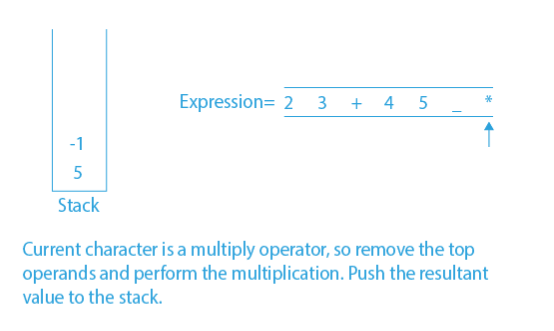 Expression= 2 3 + 4 5 _ *
-1
5
Stack
Current character is a multiply operator, so remove the top
operands and perform the multiplication. Push the resultant
value to the stack.